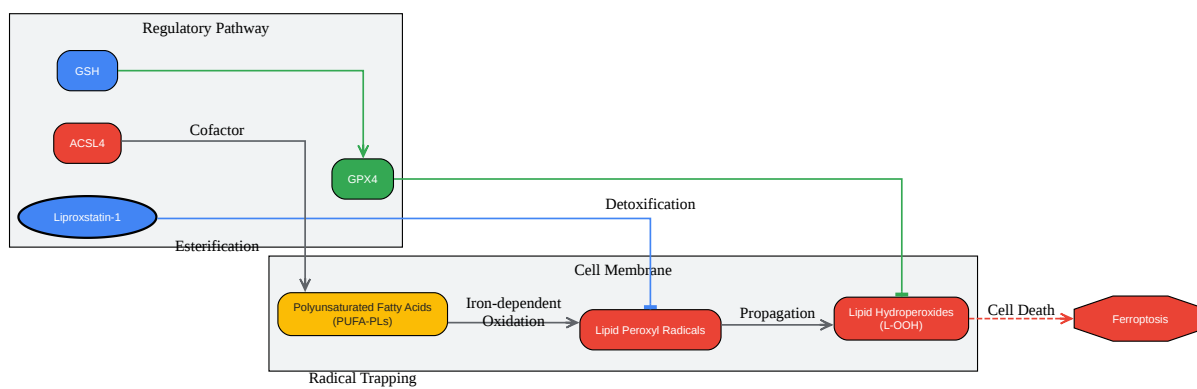 Regulatory Pathway
GSH
ACSL4
Cofactor
GPX4
Liproxstatin-1
Detoxification
Esterification
Cell Membrane
Polyunsaturated Fatty Acids
(PUFA-PLs)
Iron-dependent
Oxidation
Lipid Peroxyl Radicals
Propagation
Lipid Hydroperoxides
(L-OOH)
Cell Death
Ferroptosis
Radical Trapping